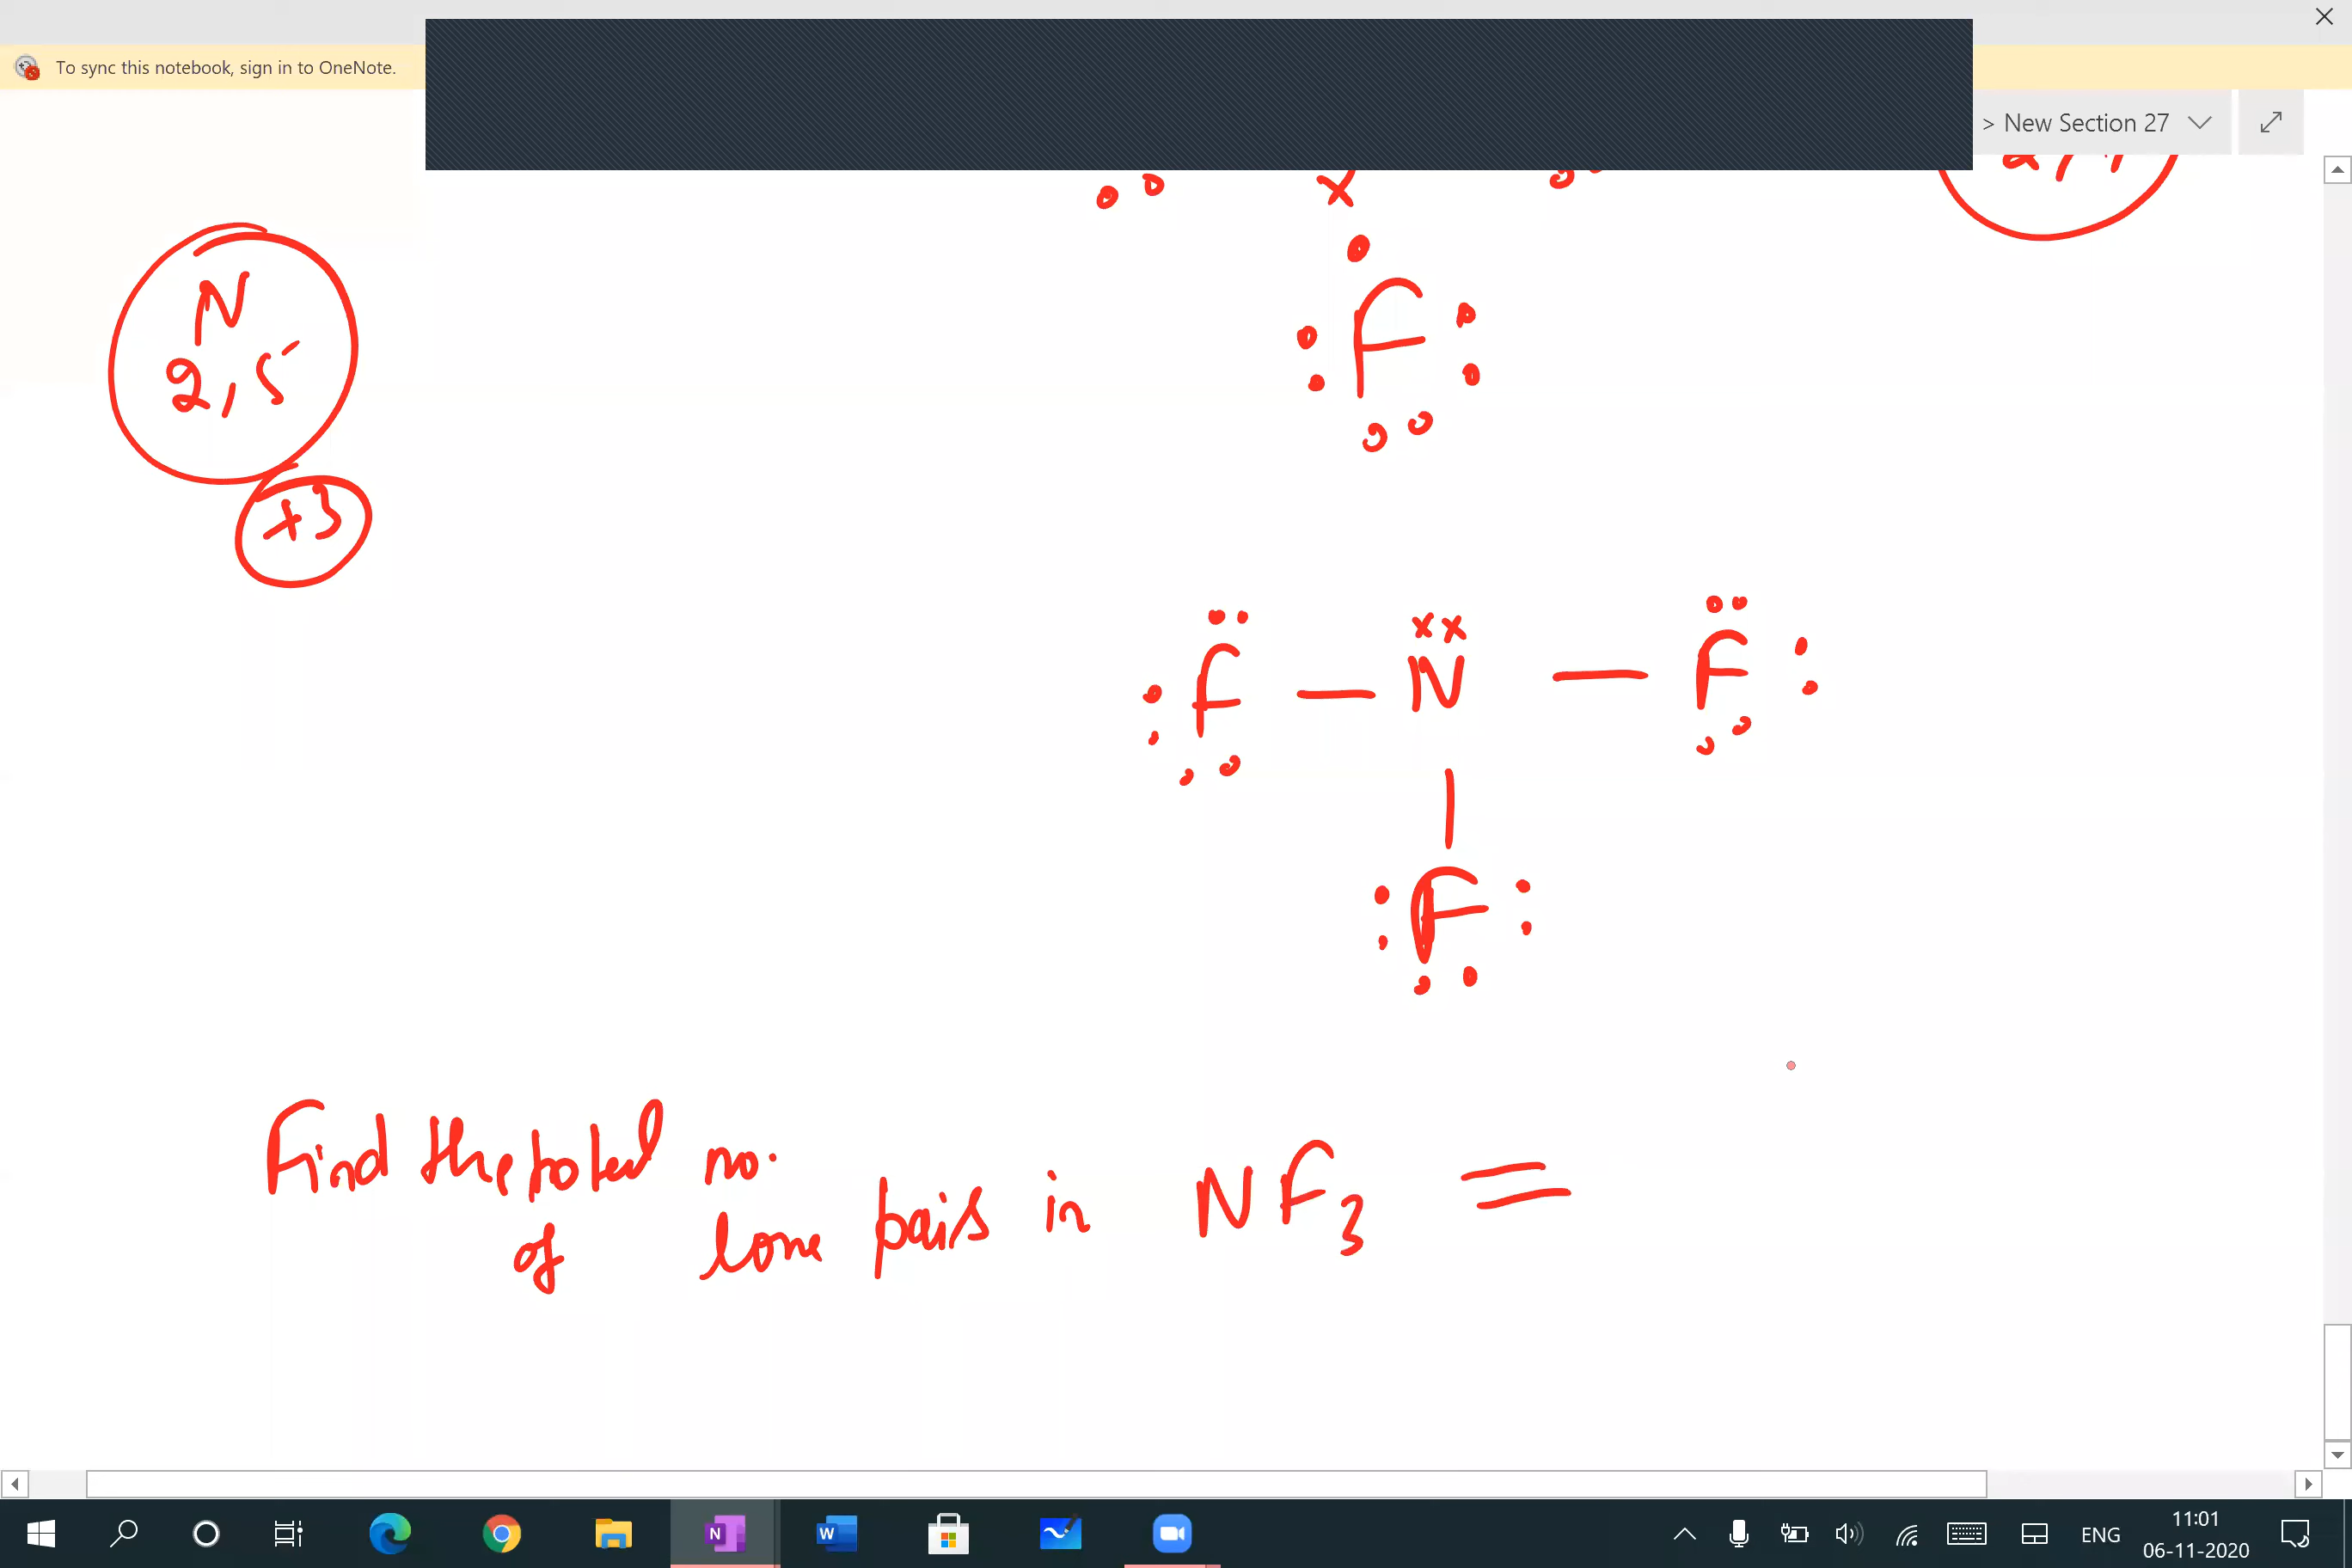 To sync this notebook, sign in to OneNote.
> New Section 27
N
2, 5
+3
F
F — N — F
F
Find the total no.
of lone pairs in NF3 =
ENG
11:01
06-11-2020